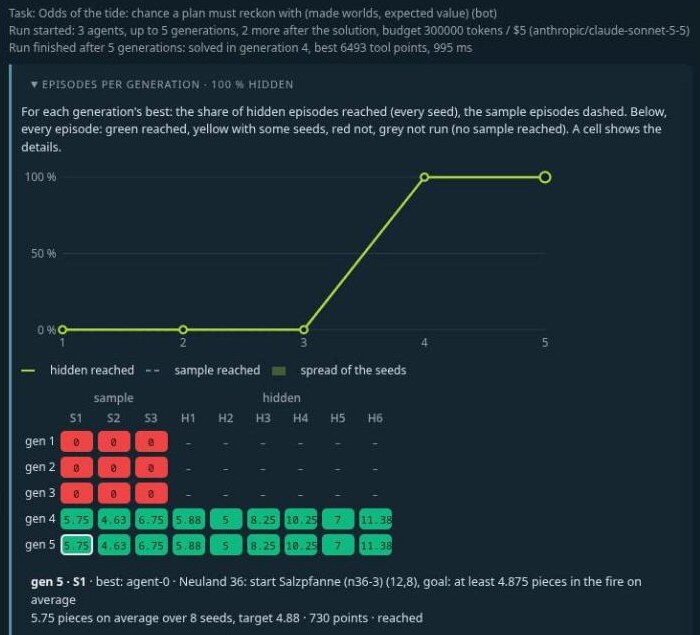 Task: Odds of the tide: chance a plan must reckon with (made worlds, expected value) (bot)
Run started: 3 agents, up to 5 generations, 2 more after the solution, budget 300000 tokens / $5 (anthropic/claude-sonnet-5-5)
Run finished after 5 generations: solved in generation 4, best 6493 tool points, 995 ms
▼ EPISODES PER GENERATION · 100 % HIDDEN
For each generation's best: the share of hidden episodes reached (every seed), the sample episodes dashed. Below,
every episode: green reached, yellow with some seeds, red not, grey not run (no sample reached). A cell shows the
details.
100 %
50 %
0 %
1 2 3 4 5
hidden reached -- sample reached spread of the seeds
sample hidden
S1 S2 S3 H1 H2 H3 H4 H5 H6
gen 1 0 0 0 – – – – – –
gen 2 0 0 0 – – – – – –
gen 3 0 0 0 – – – – – –
gen 4 5.75 4.63 6.75 5.88 5 8.25 10.25 7 11.38
gen 5 5.75 4.63 6.75 5.88 5 8.25 10.25 7 11.38
gen 5 · S1 · best: agent-0 · Neuland 36: start Salzpfanne (n36-3) (12,8), goal: at least 4.875 pieces in the fire on
average
5.75 pieces on average over 8 seeds, target 4.88 · 730 points · reached